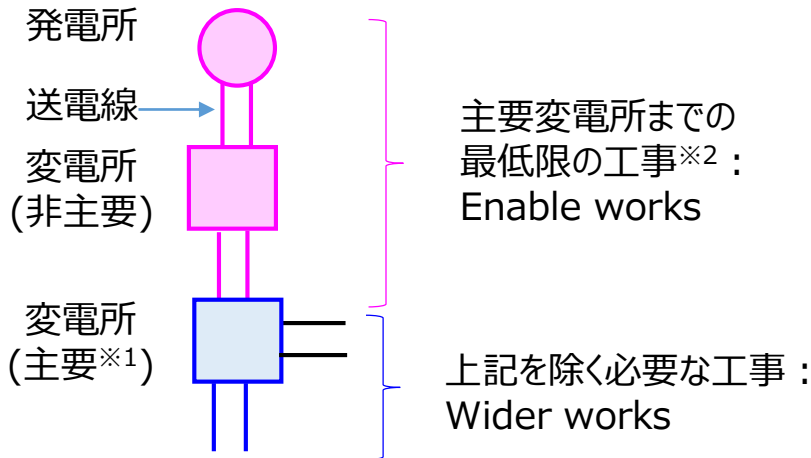 発電所
送電線
変電所
(非主要)
変電所
(主要※1)
主要変電所までの
最低限の工事※2：
Enable works
上記を除く必要な工事：
Wider works